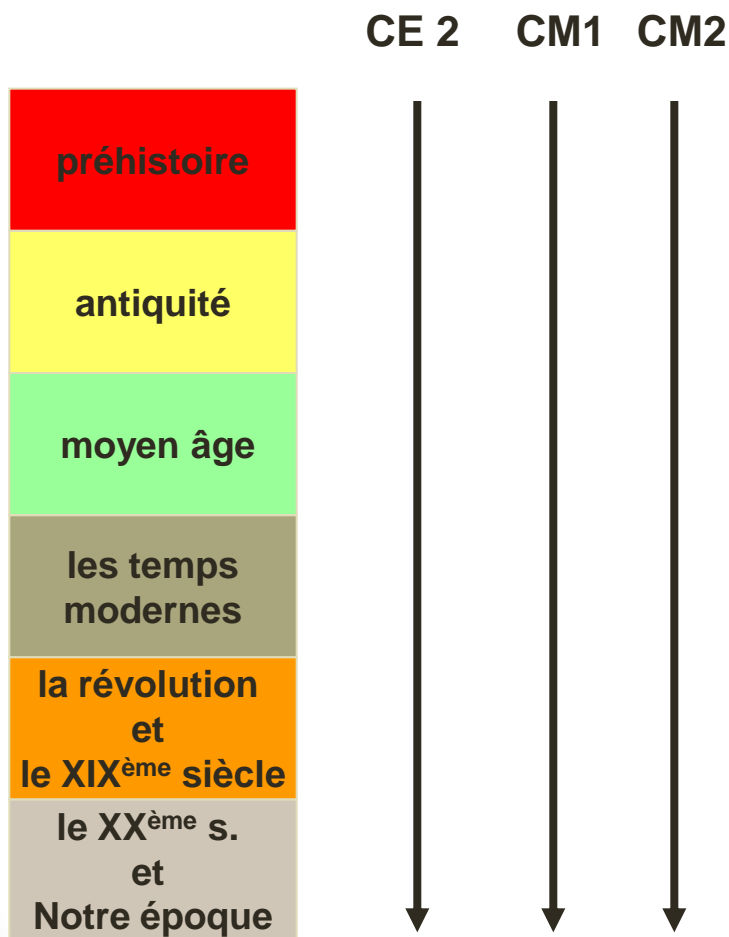 CE 2 CM1 CM2
préhistoire
antiquité
moyen âge
les temps
modernes
la révolution
et
le XIXème siècle
le XXème s.
et
Notre époque